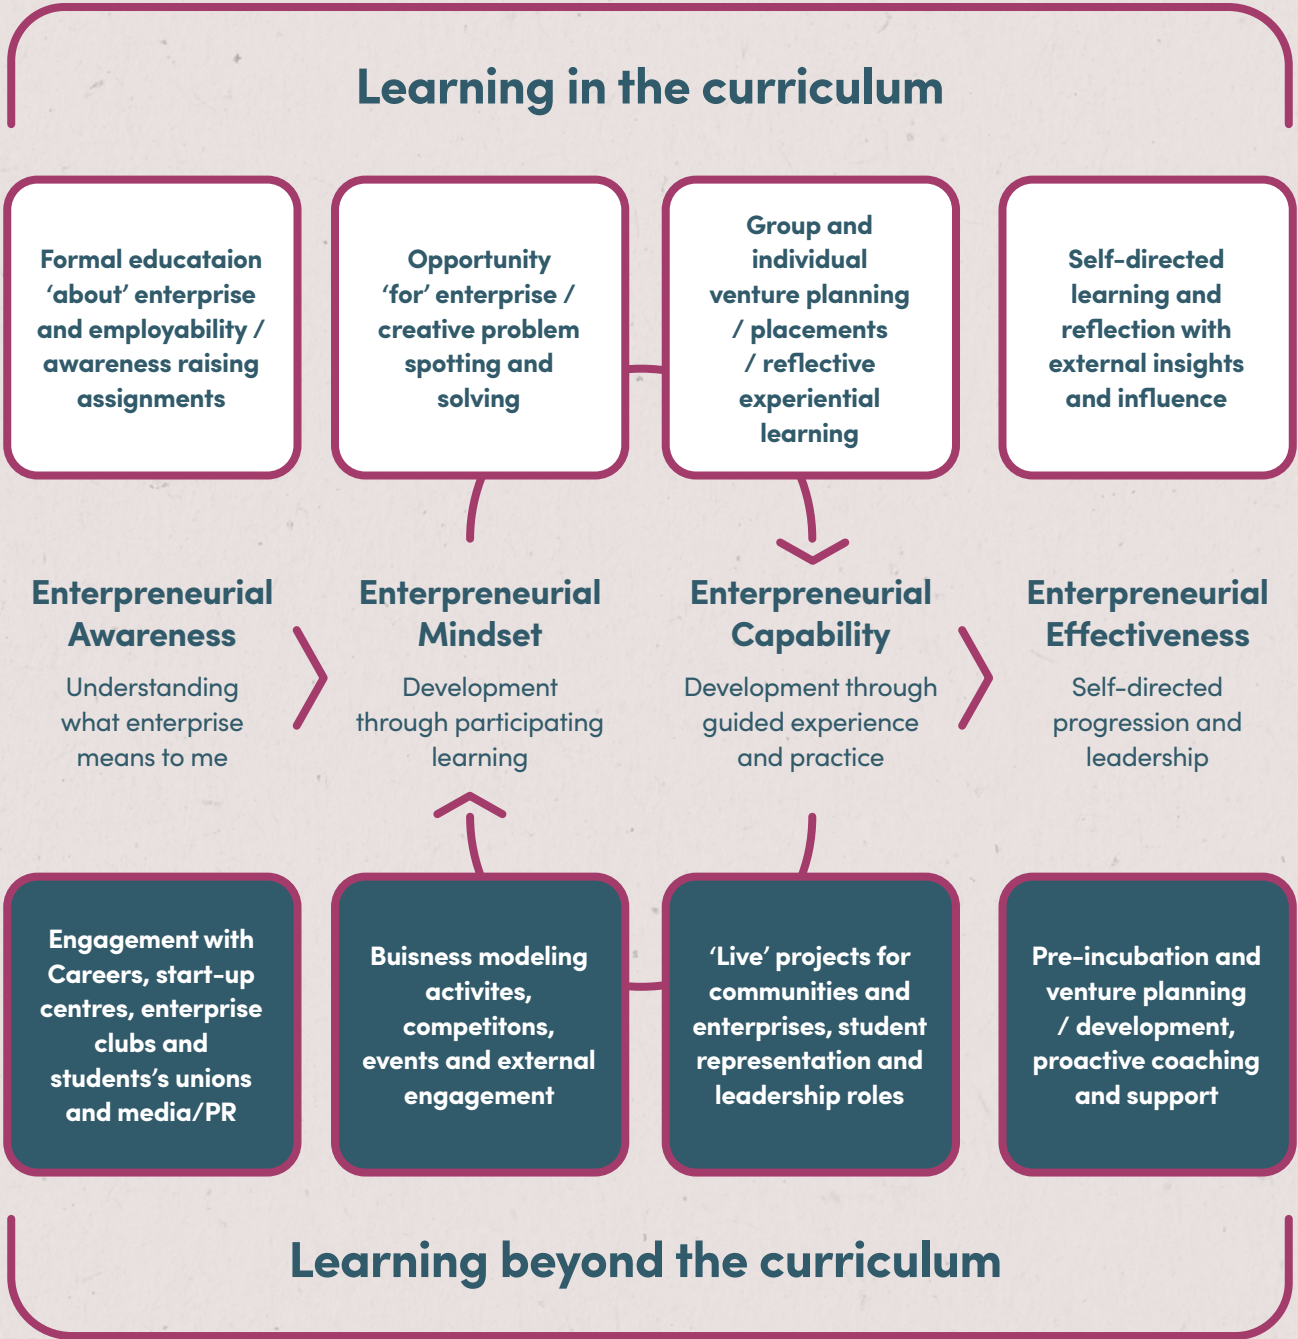 Learning in the curriculum
Formal educataion
‘about’ enterprise
and employability /
awareness raising
assignments
Opportunity
‘for’ enterprise /
creative problem
spotting and
solving
Group and
individual
venture planning
/ placements
/ reflective
experiential
learning
Self-directed
learning and
reflection with
external insights
and influence
Enterpreneurial
Awareness
Understanding
what enterprise
means to me
Enterpreneurial
Mindset
Development
through participating
learning
Enterpreneurial
Capability
Development through
guided experience
and practice
Enterpreneurial
Effectiveness
Self-directed
progression and
leadership
Engagement with
Careers, start-up
centres, enterprise
clubs and
students’s unions
and media/PR
Buisness modeling
activites,
competitons,
events and external
engagement
‘Live’ projects for
communities and
enterprises, student
representation and
leadership roles
Pre-incubation and
venture planning
/ development,
proactive coaching
and support
Learning beyond the curriculum